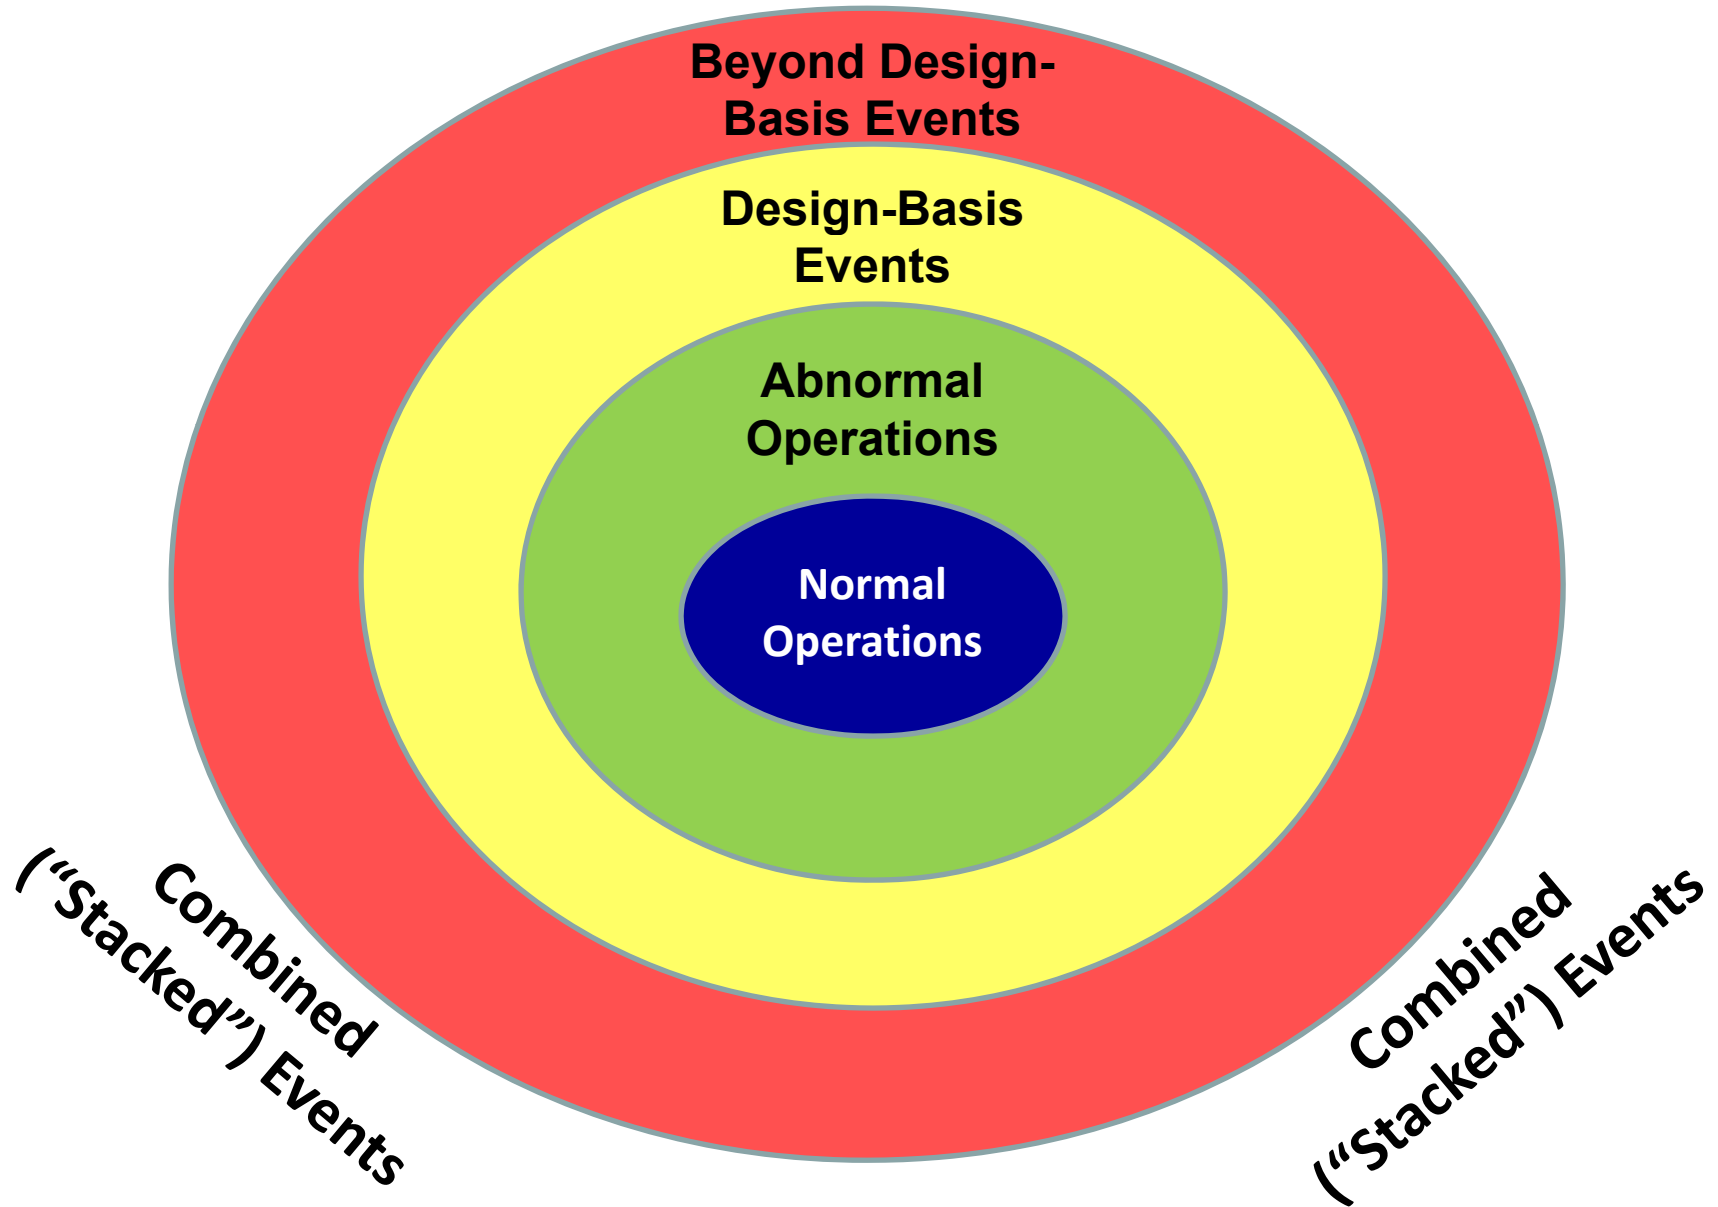 Beyond Design-
Basis Events
Design-Basis
Events
Abnormal
Operations
Normal
Operations
Combined
(“Stacked”) Events
Combined
(“Stacked”) Events